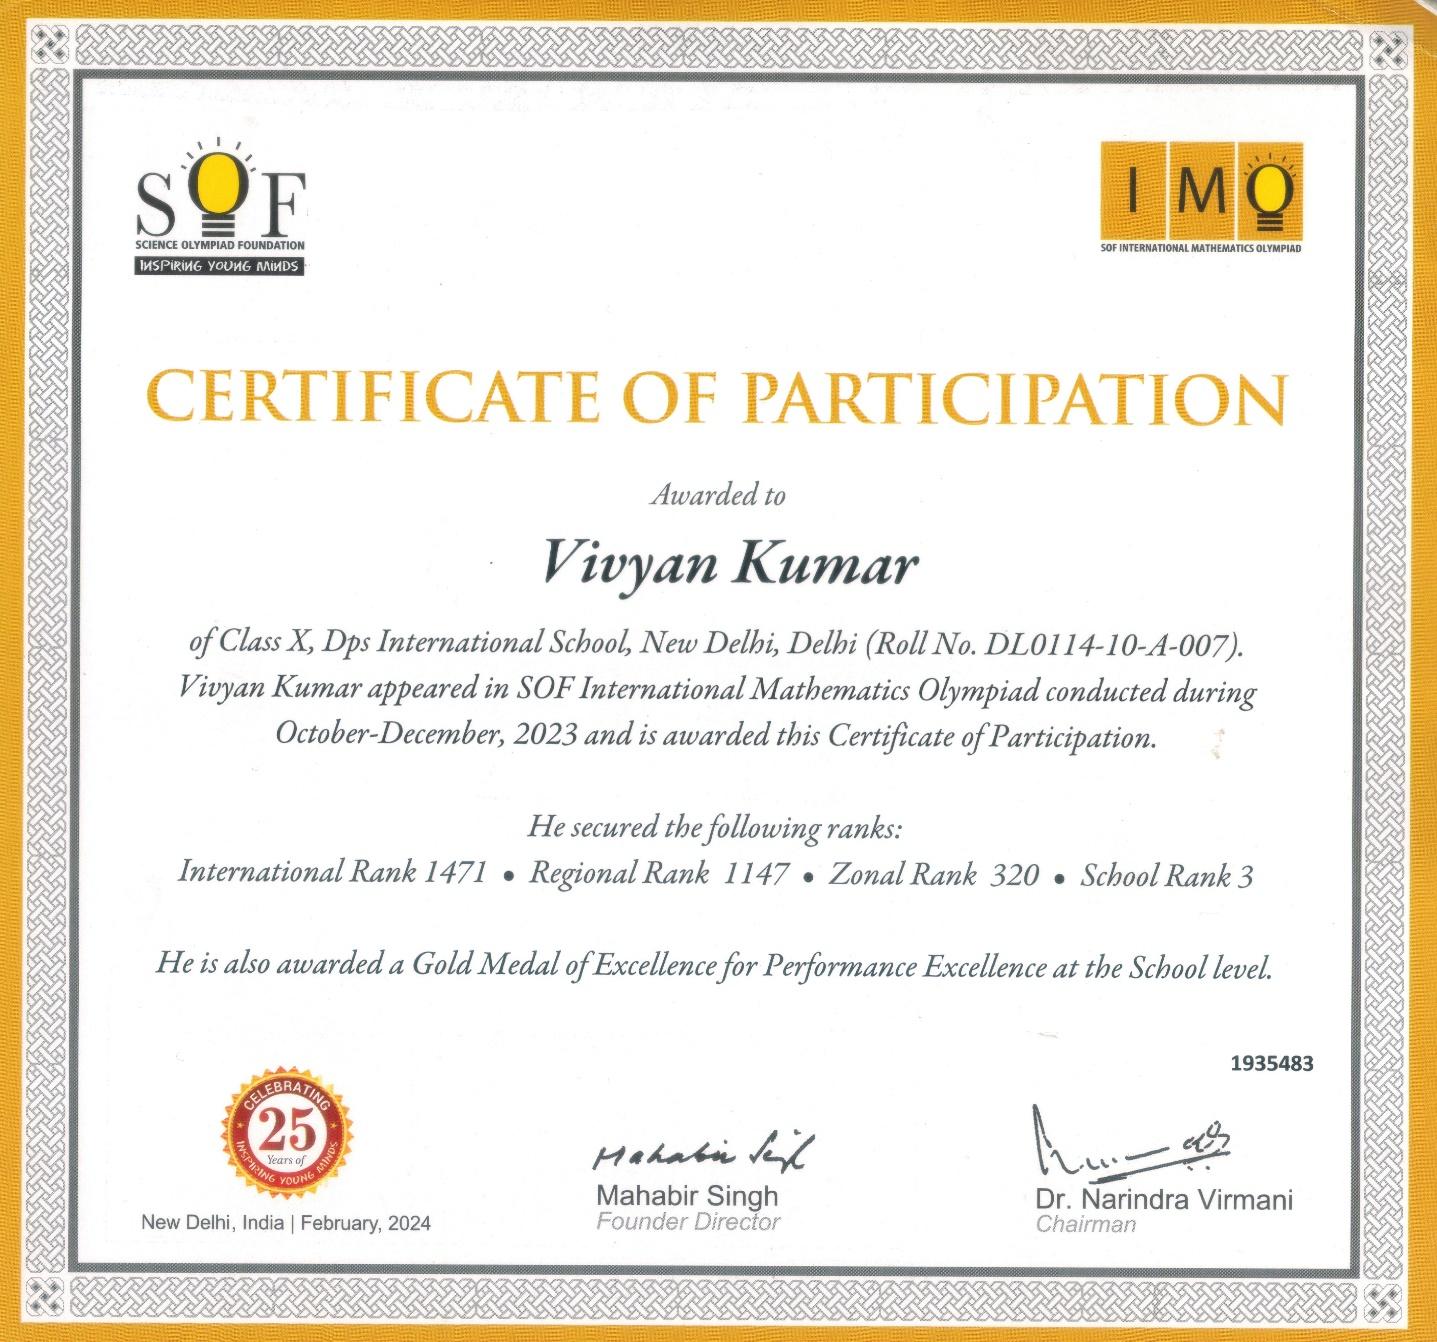 SOF
SCIENCE OLYMPIAD FOUNDATION
INSPIRING YOUNG MINDS
IMO
SOF INTERNATIONAL MATHEMATICS OLYMPIAD
CERTIFICATE OF PARTICIPATION
Awarded to
Vivyan Kumar
of Class X, Dps International School, New Delhi, Delhi (Roll No. DL0114-10-A-007).
Vivyan Kumar appeared in SOF International Mathematics Olympiad conducted during
October-December, 2023 and is awarded this Certificate of Participation.
He secured the following ranks:
International Rank 1471 • Regional Rank 1147 • Zonal Rank 320 • School Rank 3
He is also awarded a Gold Medal of Excellence for Performance Excellence at the School level.
1935483
CELEBRATING
25
Years of
INSPIRING YOUNG MINDS
New Delhi, India | February, 2024
Mahabir Singh
Mahabir Singh
Founder Director
Dr. Narindra Virmani
Chairman